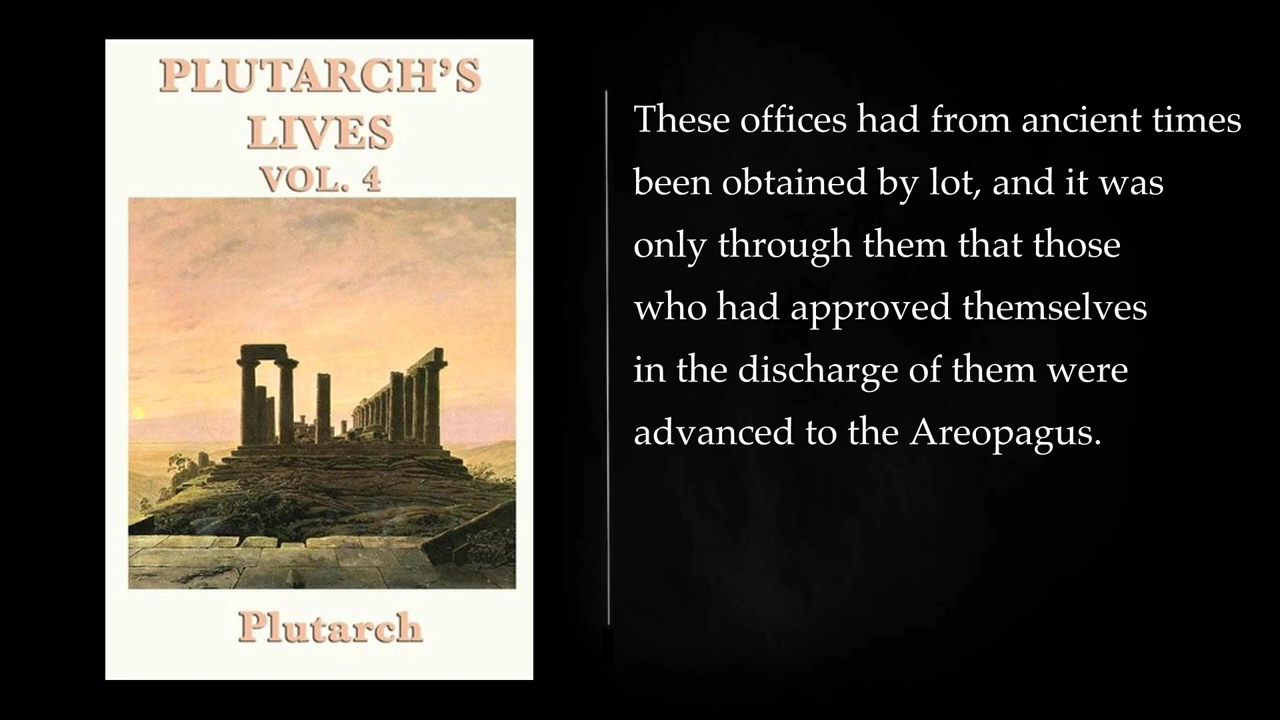 PLUTARCH'S
LIVES
VOL. 4
Plutarch
These offices had from ancient times
been obtained by lot, and it was
only through them that those
who had approved themselves
in the discharge of them were
advanced to the Areopagus.